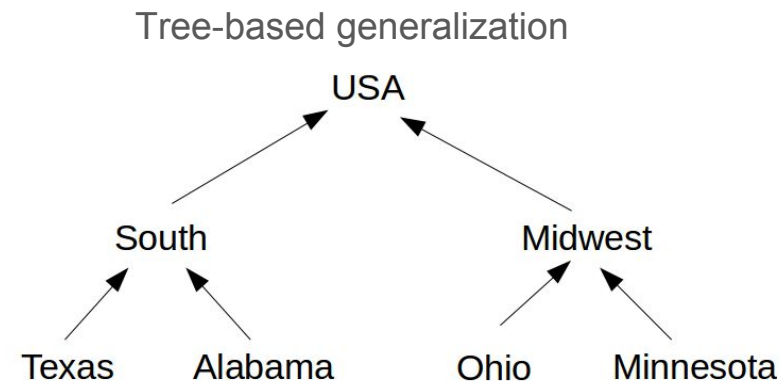 Tree-based generalization
USA
South Midwest
Texas Alabama Ohio Minnesota